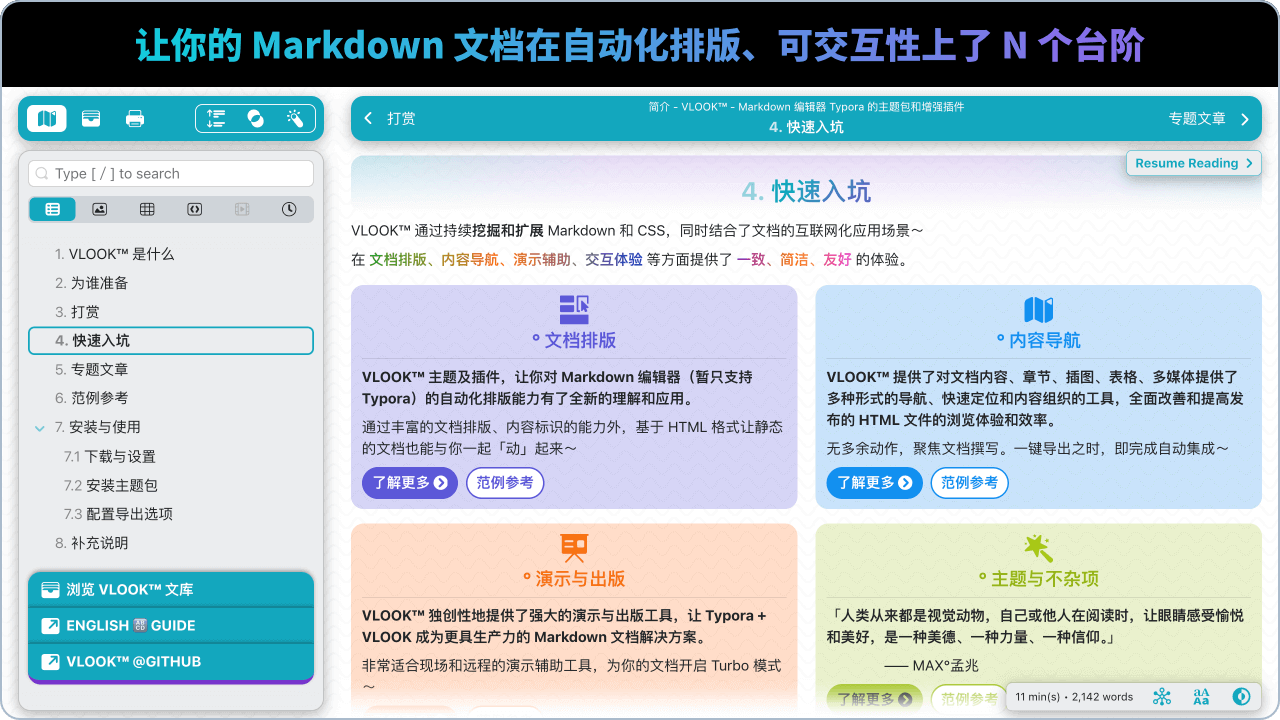 让你的 Markdown 文档在自动化排版、可交互性上了 N 个台阶
打赏
简介 – VLOOK™ – Markdown 编辑器 Typora 的主题包和增强插件
4. 快速入坑
专题文章
Type [ / ] to search
1. VLOOK™ 是什么
2. 为谁准备
3. 打赏
4. 快速入坑
5. 专题文章
6. 范例参考
7. 安装与使用
7.1 下载与设置
7.2 安装主题包
7.3 配置导出选项
8. 补充说明
浏览 VLOOK™ 文库
ENGLISH GUIDE
VLOOK™ @GITHUB
Resume Reading
4. 快速入坑
VLOOK™ 通过持续挖掘和扩展 Markdown 和 CSS，同时结合了文档的互联网化应用场景～
在 文档排版、内容导航、演示辅助、交互体验 等方面提供了 一致、简洁、友好 的体验。
文档排版
VLOOK™ 主题及插件，让你对 Markdown 编辑器（暂只支持
Typora）的自动化排版能力有了全新的理解和应用。
通过丰富的文档排版、内容标识的能力外，基于 HTML 格式让静态
的文档也能与你一起「动」起来～
了解更多
范例参考
内容导航
VLOOK™ 提供了对文档内容、章节、插图、表格、多媒体提供了
多种形式的导航、快速定位和内容组织的工具，全面改善和提高发
布的 HTML 文件的浏览体验和效率。
无多余动作，聚焦文档撰写。一键导出之时，即完成自动集成～
了解更多
范例参考
演示与出版
VLOOK™ 独创性地提供了强大的演示与出版工具，让 Typora +
VLOOK 成为更具生产力的 Markdown 文档解决方案。
非常适合现场和远程的演示辅助工具，为你的文档开启 Turbo 模式
～
主题与不杂项
「人类从来都是视觉动物，自己或他人在阅读时，让眼睛感受愉悦
和美好，是一种美德、一种力量、一种信仰。」
—— MAX°孟兆
了解更多
范例参考
11 min(s) • 2,142 words
aA
Aa